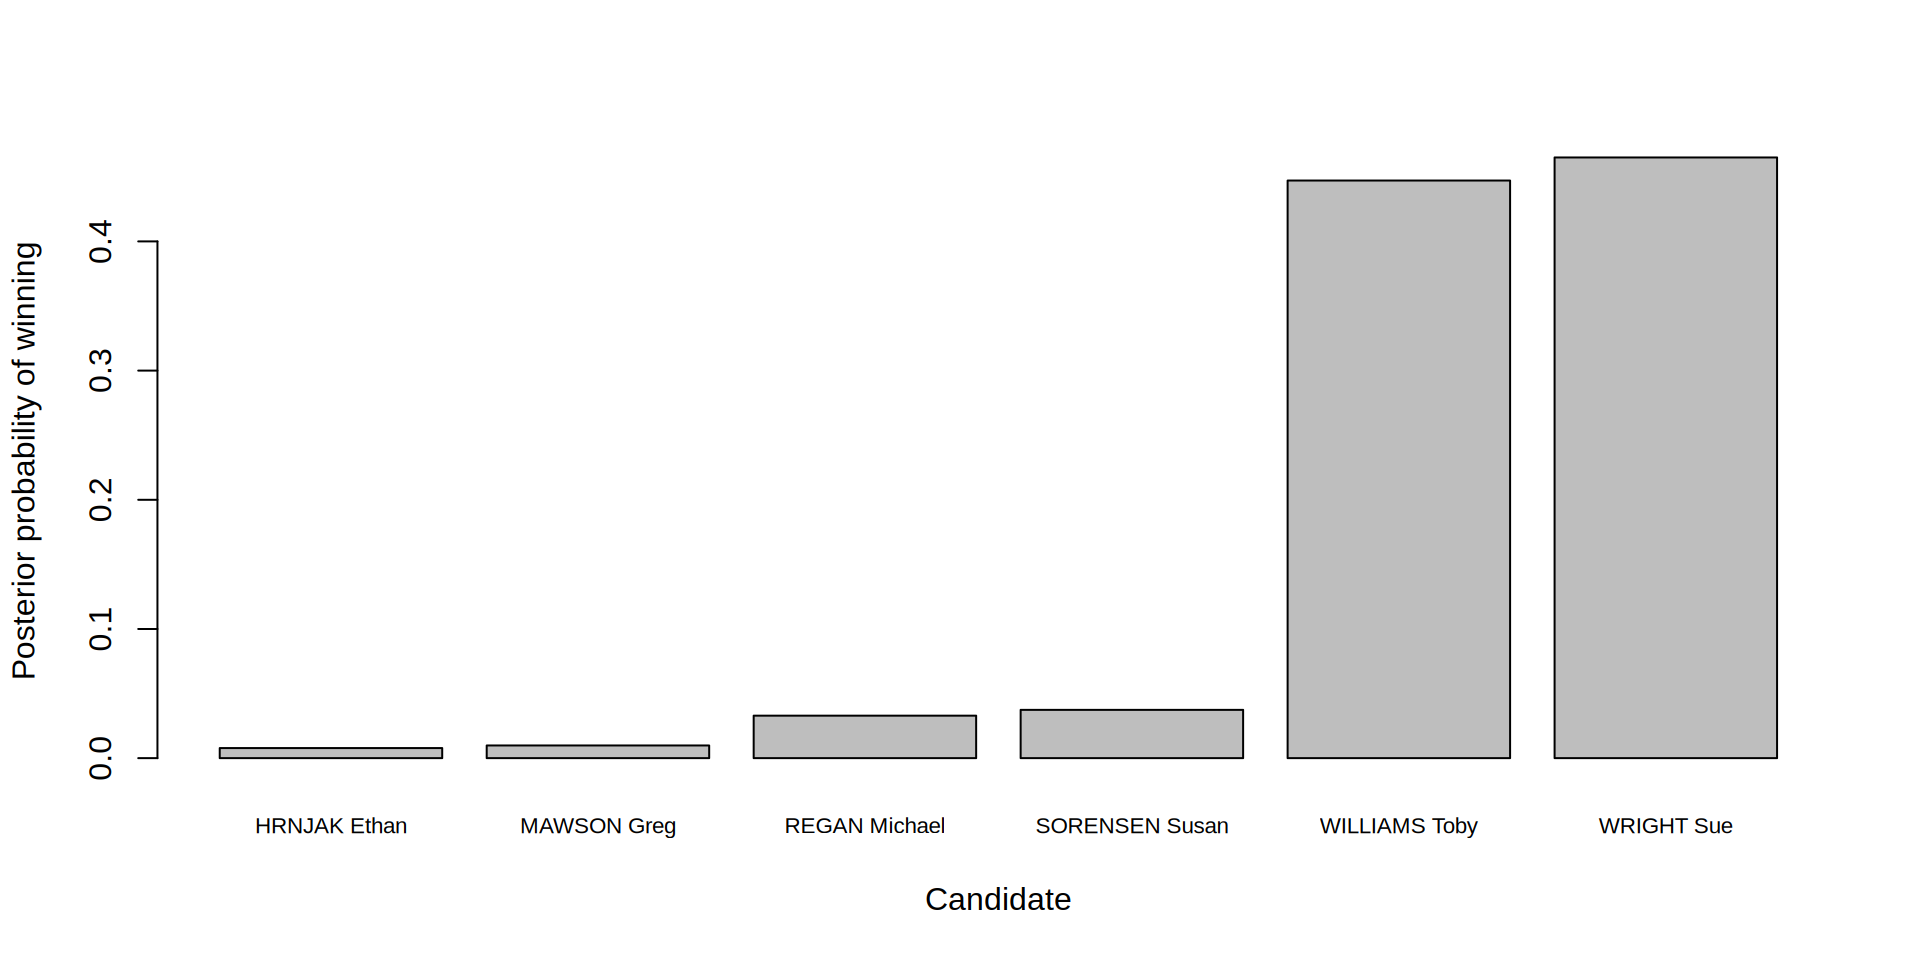 Posterior probability of winning
0.4
0.3
0.2
0.1
0.0
HRNJAK Ethan
MAWSON Greg
REGAN Michael
SORENSEN Susan
WILLIAMS Toby
WRIGHT Sue
Candidate